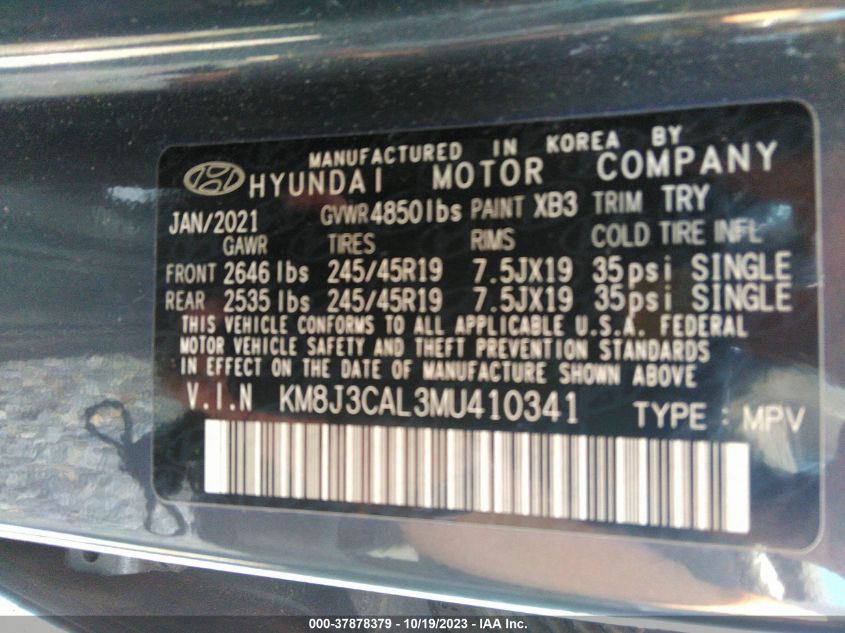 MANUFACTURED IN KOREA BY
HYUNDAI MOTOR COMPANY
JAN/2021 GVWR4850lbs PAINT XB3 TRIM TRY
GAWR TIRES RIMS COLD TIRE INFL
FRONT 2646 lbs 245/45R19 7.5JX19 35psi SINGLE
REAR 2535 lbs 245/45R19 7.5JX19 35psi SINGLE
THIS VEHICLE CONFORMS TO ALL APPLICABLE U.S.A. FEDERAL
MOTOR VEHICLE SAFETY AND THEFT PREVENTION STANDARDS
IN EFFECT ON THE DATE OF MANUFACTURE SHOWN ABOVE
V.I.N KM8J3CAL3MU410341 TYPE : MPV
000-37878379 - 10/19/2023 - IAA Inc.